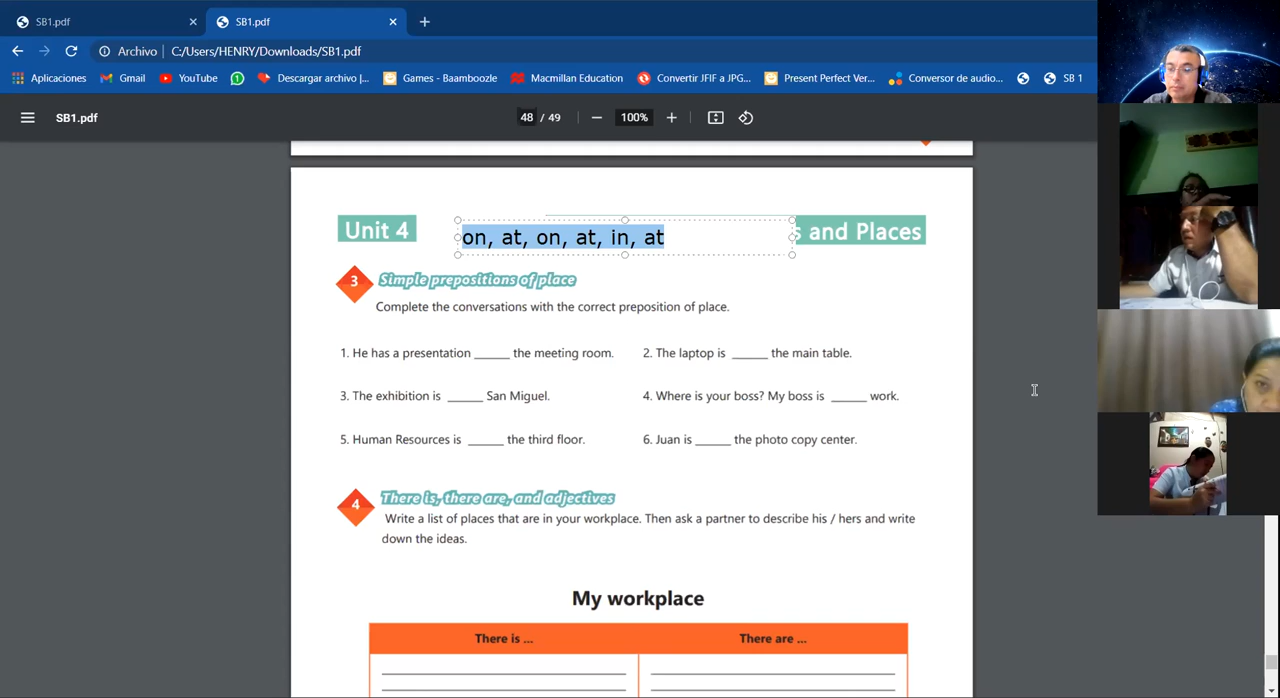 SB1.pdf
SB1.pdf
Archivo C:/Users/HENRY/Downloads/SB1.pdf
Aplicaciones Gmail YouTube 1 Descargar archivo |... Games - Baamboozle Macmillan Education Convertir JFIF a JPG... Present Perfect Ver... Conversor de audio... SB 1
SB1.pdf 48 / 49 100%
Unit 4 on, at, on, at, in, at s and Places
3 Simple prepositions of place
Complete the conversations with the correct preposition of place.
1. He has a presentation ______ the meeting room. 2. The laptop is ______ the main table.
3. The exhibition is ______ San Miguel. 4. Where is your boss? My boss is ______ work.
5. Human Resources is ______ the third floor. 6. Juan is ______ the photo copy center.
4 There is, there are, and adjectives
Write a list of places that are in your workplace. Then ask a partner to describe his / hers and write
down the ideas.
My workplace
There is ... There are ...